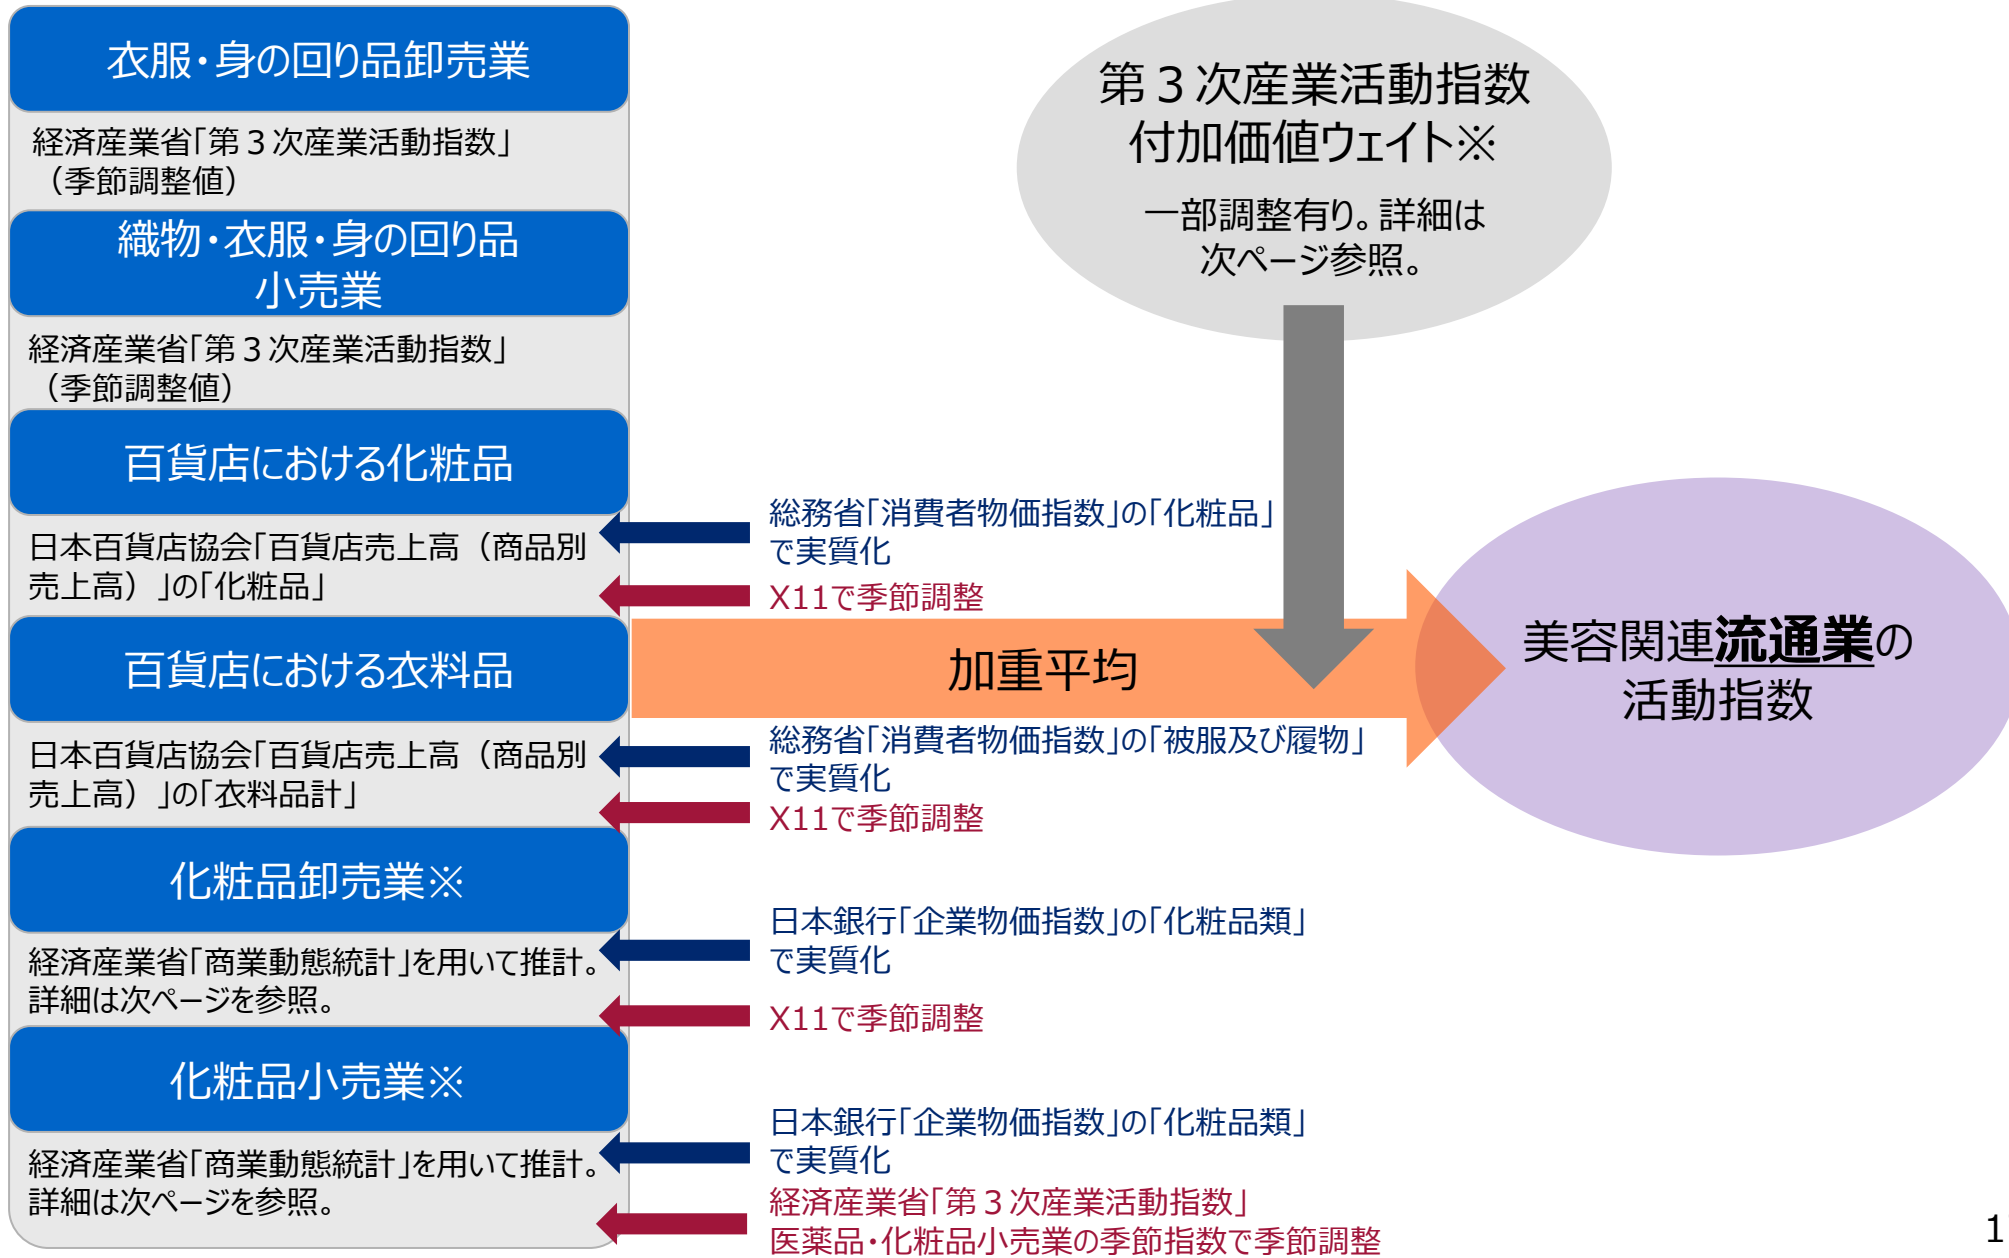 衣服・身の回り品卸売業
経済産業省「第３次産業活動指数」
（季節調整値）
織物・衣服・身の回り品
小売業
経済産業省「第３次産業活動指数」
（季節調整値）
百貨店における化粧品
日本百貨店協会「百貨店売上高（商品別
売上高）」の「化粧品」
総務省「消費者物価指数」の「化粧品」
で実質化
X11で季節調整
百貨店における衣料品
日本百貨店協会「百貨店売上高（商品別
売上高）」の「衣料品計」
総務省「消費者物価指数」の「被服及び履物」
で実質化
X11で季節調整
化粧品卸売業※
経済産業省「商業動態統計」を用いて推計。
詳細は次ページを参照。
日本銀行「企業物価指数」の「化粧品類」
で実質化
X11で季節調整
化粧品小売業※
経済産業省「商業動態統計」を用いて推計。
詳細は次ページを参照。
日本銀行「企業物価指数」の「化粧品類」
で実質化
経済産業省「第３次産業活動指数」
医薬品・化粧品小売業の季節指数で季節調整
第３次産業活動指数
付加価値ウェイト※
一部調整有り。詳細は
次ページ参照。
加重平均
美容関連流通業の
活動指数